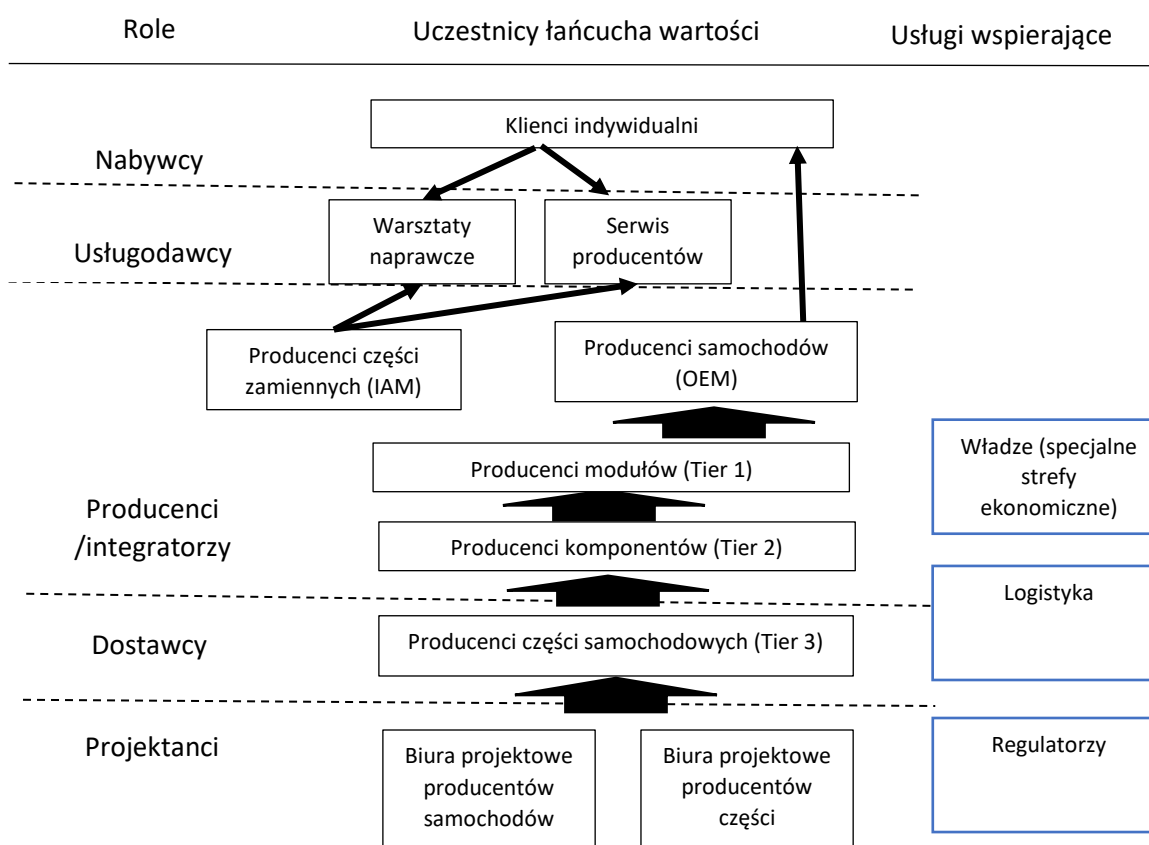 Role
Uczestnicy łańcucha wartości
Usługi wspierające
Klienci indywidualni
Nabywcy
Warsztaty
naprawcze
Serwis
producentów
Usługodawcy
Producenci części
zamiennych (IAM)
Producenci samochodów
(OEM)
Producenci modułów (Tier 1)
Władze (specjalne
strefy
ekonomiczne)
Producenci
/integratorzy
Producenci komponentów (Tier 2)
Logistyka
Dostawcy
Producenci części samochodowych (Tier 3)
Projektanci
Biura projektowe
producentów
samochodów
Biura projektowe
producentów
części
Regulatorzy